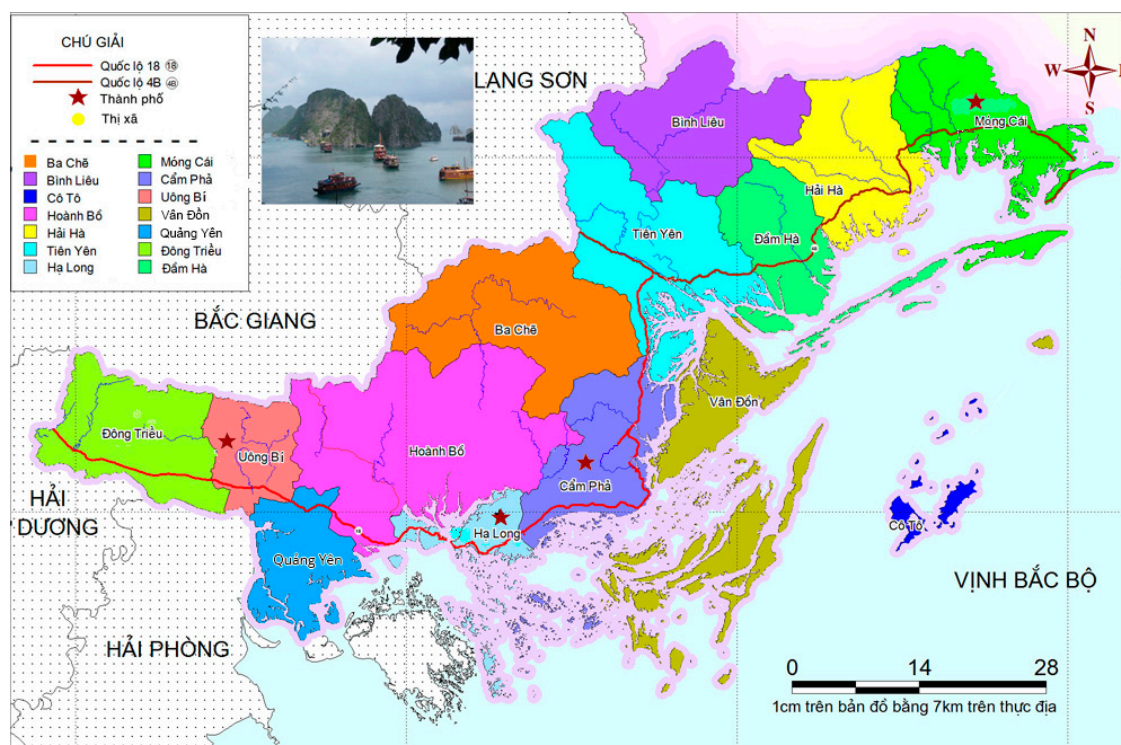 CHÚ GIẢI
Quốc lộ 18 18
Quốc lộ 4B 4B
Thành phố
Thị xã
Ba Chẽ
Bình Liêu
Cô Tô
Hoành Bồ
Hải Hà
Tiên Yên
Hạ Long
Móng Cái
Cẩm Phả
Uông Bí
Vân Đồn
Quảng Yên
Đông Triều
Đầm Hà
LẠNG SƠN
N
W E
S
Bình Liêu
Móng Cái
Hải Hà
Tiên Yên
Đầm Hà
BẮC GIANG
Ba Chẽ
Vân Đồn
Đông Triều
Uông Bí
Hoành Bồ
Cẩm Phả
HẢI
DƯƠNG
Hạ Long
Cô Tô
Quảng Yên
VỊNH BẮC BỘ
HẢI PHÒNG
0 14 28
1cm trên bản đồ bằng 7km trên thực địa